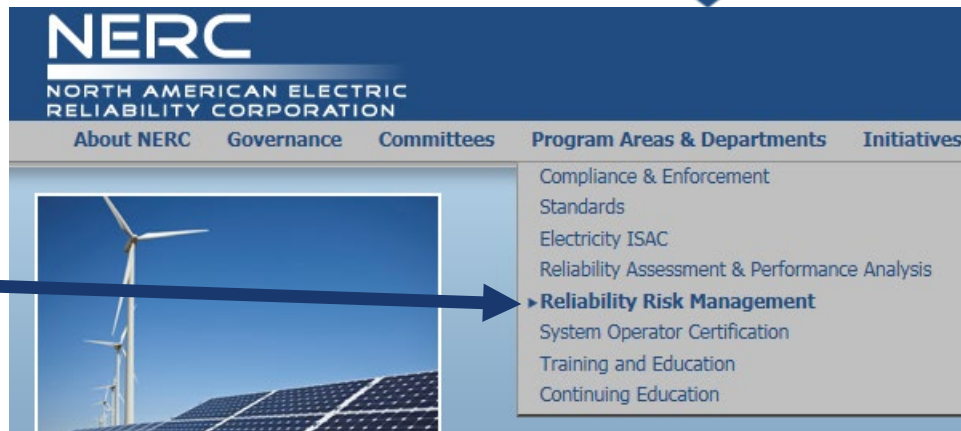 NERC
NORTH AMERICAN ELECTRIC
RELIABILITY CORPORATION
About NERC Governance Committees Program Areas & Departments Initiatives
Compliance & Enforcement
Standards
Electricity ISAC
Reliability Assessment & Performance Analysis
Reliability Risk Management
System Operator Certification
Training and Education
Continuing Education